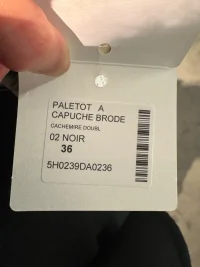 PALETOT A
CAPUCHE BRODE
CACHEMIRE DOUBL
02 NOIR
36
5H0239DA0236